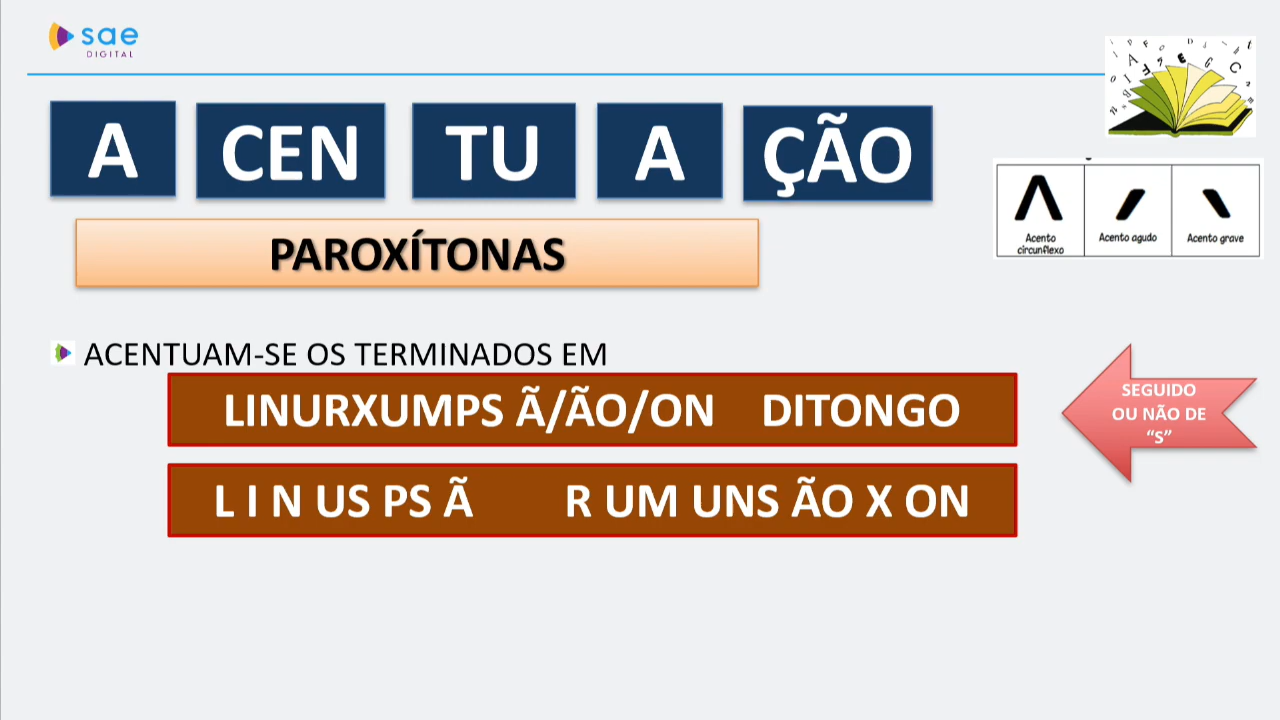 sae
DIGITAL
A CEN TU A ÇÃO
Acento circunflexo
Acento agudo
Acento grave
PAROXÍTONAS
ACENTUAM-SE OS TERMINADOS EM
LINURXUMPS Ã/ÃO/ON DITONGO
SEGUIDO
OU NÃO DE
“S”
L I N US PS Ã R UM UNS ÃO X ON